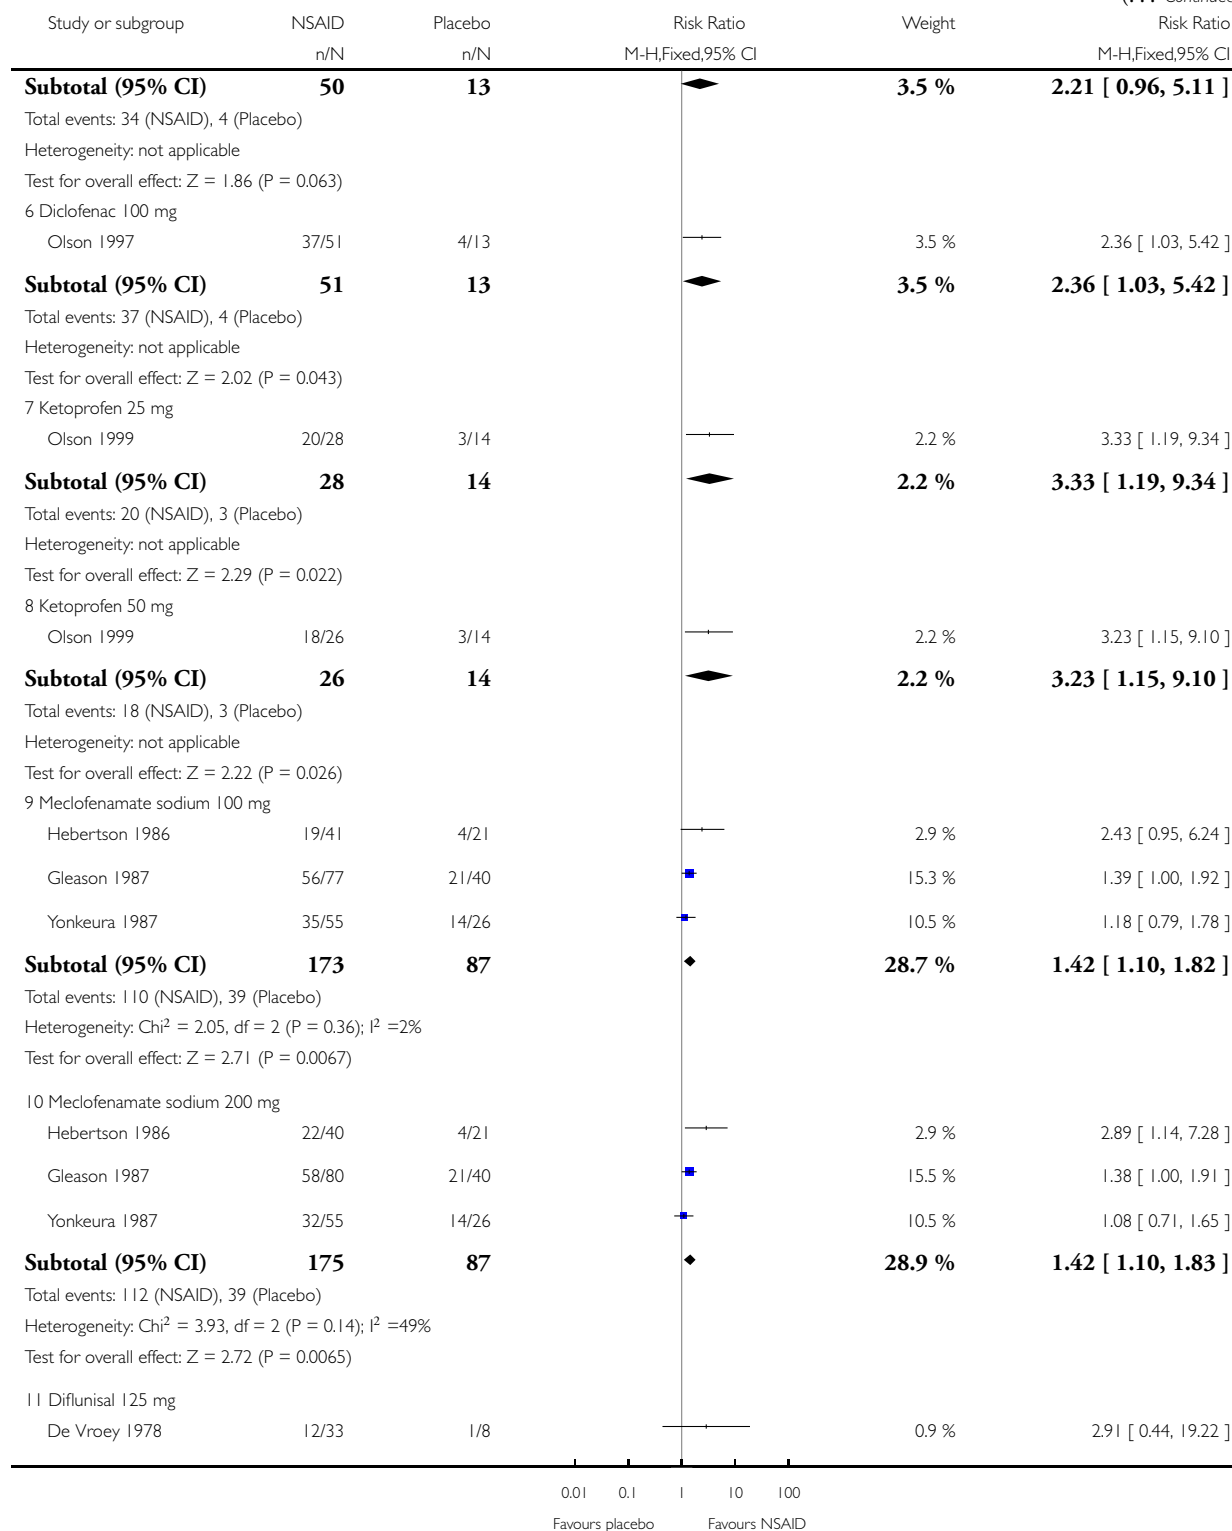 Study or subgroup NSAID Placebo Risk Ratio Weight Risk Ratio
n/N n/N M-H,Fixed,95% CI M-H,Fixed,95% CI
Subtotal (95% CI) 50 13 3.5 % 2.21 [ 0.96, 5.11 ]
Total events: 34 (NSAID), 4 (Placebo)
Heterogeneity: not applicable
Test for overall effect: Z = 1.86 (P = 0.063)
6 Diclofenac 100 mg
Olson 1997 37/51 4/13 3.5 % 2.36 [ 1.03, 5.42 ]
Subtotal (95% CI) 51 13 3.5 % 2.36 [ 1.03, 5.42 ]
Total events: 37 (NSAID), 4 (Placebo)
Heterogeneity: not applicable
Test for overall effect: Z = 2.02 (P = 0.043)
7 Ketoprofen 25 mg
Olson 1999 20/28 3/14 2.2 % 3.33 [ 1.19, 9.34 ]
Subtotal (95% CI) 28 14 2.2 % 3.33 [ 1.19, 9.34 ]
Total events: 20 (NSAID), 3 (Placebo)
Heterogeneity: not applicable
Test for overall effect: Z = 2.29 (P = 0.022)
8 Ketoprofen 50 mg
Olson 1999 18/26 3/14 2.2 % 3.23 [ 1.15, 9.10 ]
Subtotal (95% CI) 26 14 2.2 % 3.23 [ 1.15, 9.10 ]
Total events: 18 (NSAID), 3 (Placebo)
Heterogeneity: not applicable
Test for overall effect: Z = 2.22 (P = 0.026)
9 Meclofenamate sodium 100 mg
Hebertson 1986 19/41 4/21 2.9 % 2.43 [ 0.95, 6.24 ]
Gleason 1987 56/77 21/40 15.3 % 1.39 [ 1.00, 1.92 ]
Yonkeura 1987 35/55 14/26 10.5 % 1.18 [ 0.79, 1.78 ]
Subtotal (95% CI) 173 87 28.7 % 1.42 [ 1.10, 1.82 ]
Total events: 110 (NSAID), 39 (Placebo)
Heterogeneity: Chi² = 2.05, df = 2 (P = 0.36); I² =2%
Test for overall effect: Z = 2.71 (P = 0.0067)
10 Meclofenamate sodium 200 mg
Hebertson 1986 22/40 4/21 2.9 % 2.89 [ 1.14, 7.28 ]
Gleason 1987 58/80 21/40 15.5 % 1.38 [ 1.00, 1.91 ]
Yonkeura 1987 32/55 14/26 10.5 % 1.08 [ 0.71, 1.65 ]
Subtotal (95% CI) 175 87 28.9 % 1.42 [ 1.10, 1.83 ]
Total events: 112 (NSAID), 39 (Placebo)
Heterogeneity: Chi² = 3.93, df = 2 (P = 0.14); I² =49%
Test for overall effect: Z = 2.72 (P = 0.0065)
11 Diflunisal 125 mg
De Vroey 1978 12/33 1/8 0.9 % 2.91 [ 0.44, 19.22 ]
0.01 0.1 1 10 100
Favours placebo Favours NSAID